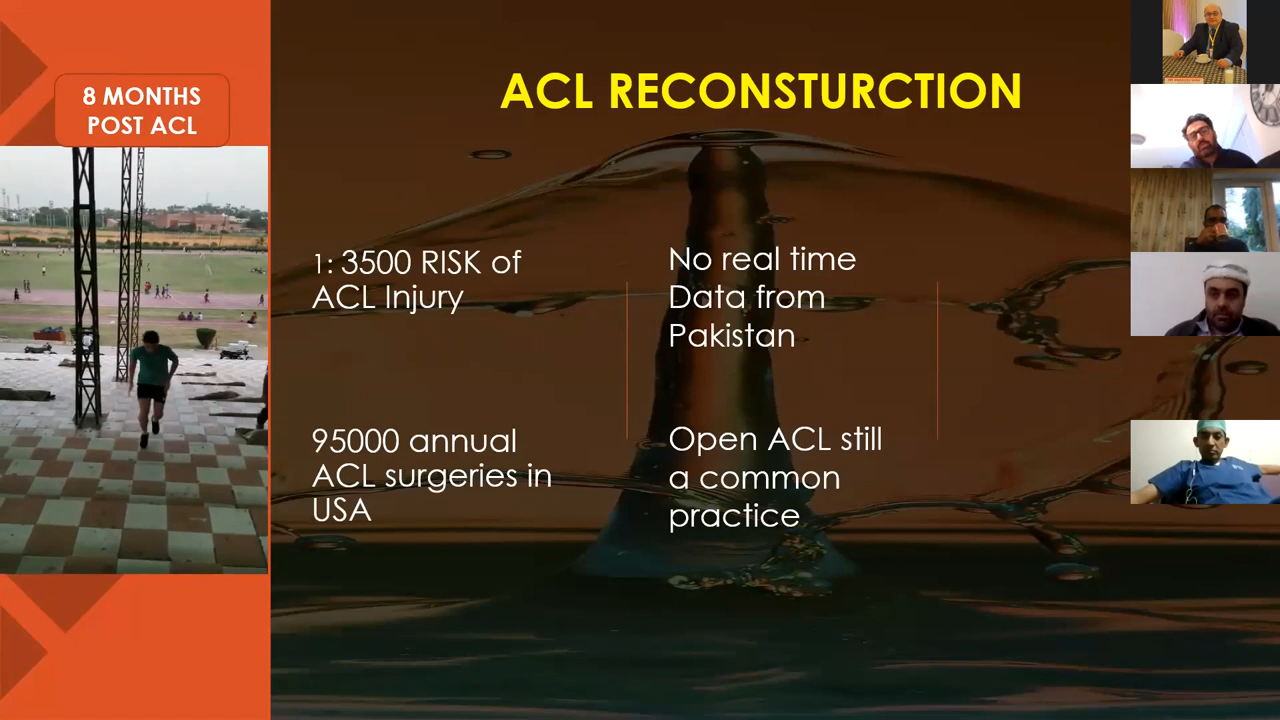 8 MONTHS
POST ACL
ACL RECONSTURCTION
1: 3500 RISK of
ACL Injury
No real time
Data from
Pakistan
95000 annual
ACL surgeries in
USA
Open ACL still
a common
practice